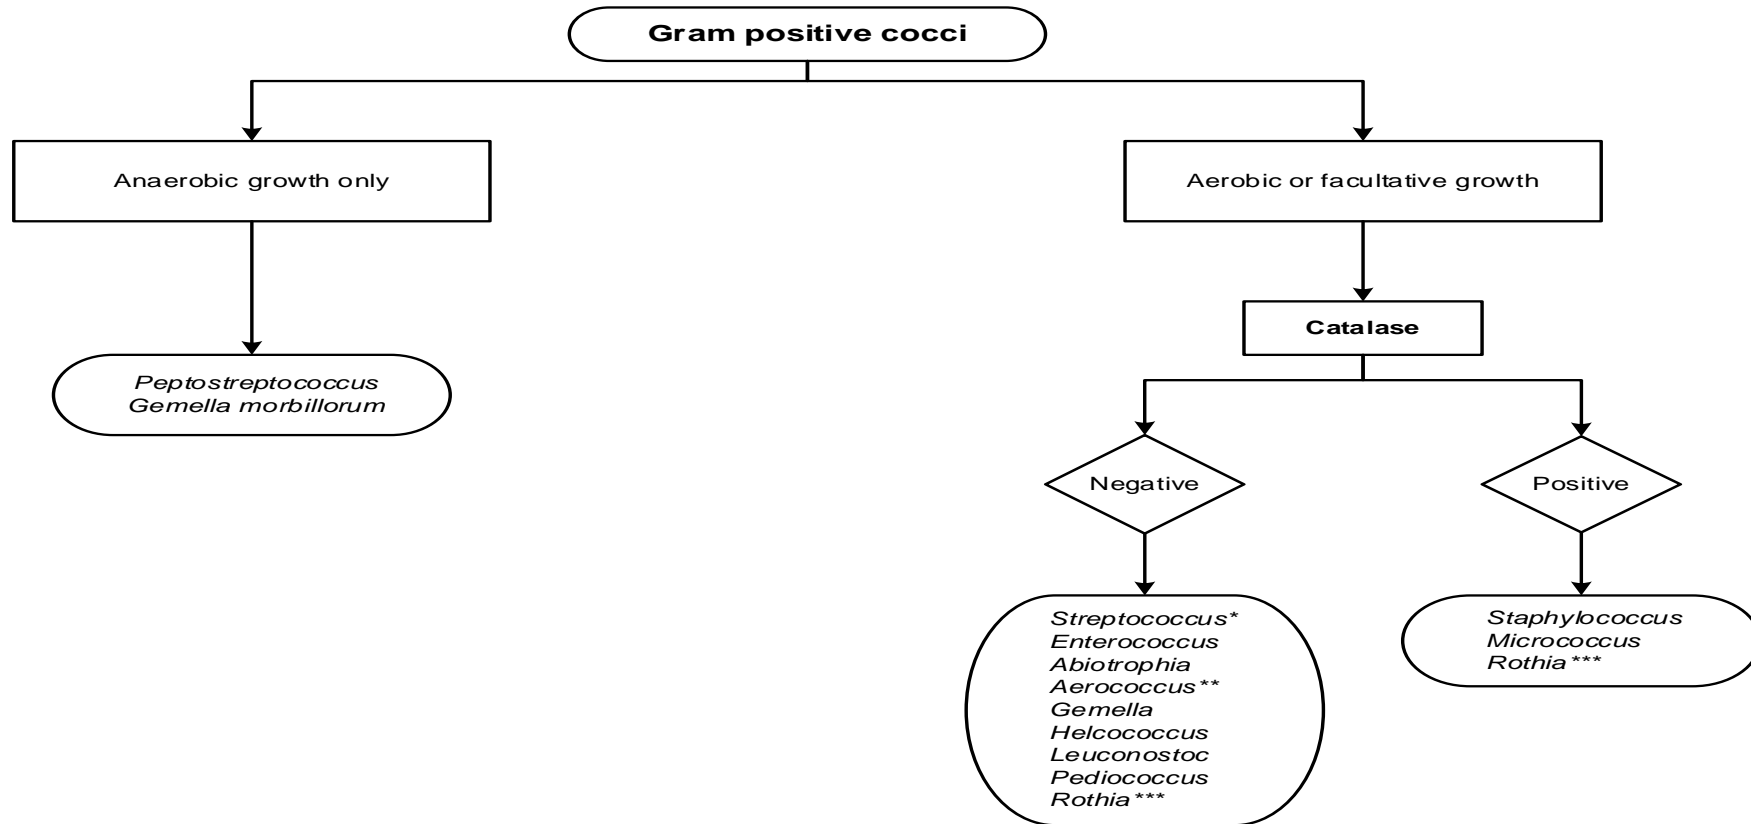 Gram positive cocci
Anaerobic growth only
Aerobic or facultative growth
Catalase
Peptostreptococcus
Gemella morbillorum
Negative
Positive
Streptococcus*
Enterococcus
Abiotrophia
Aerococcus**
Gemella
Helcococcus
Leuconostoc
Pediococcus
Rothia***
Staphylococcus
Micrococcus
Rothia***